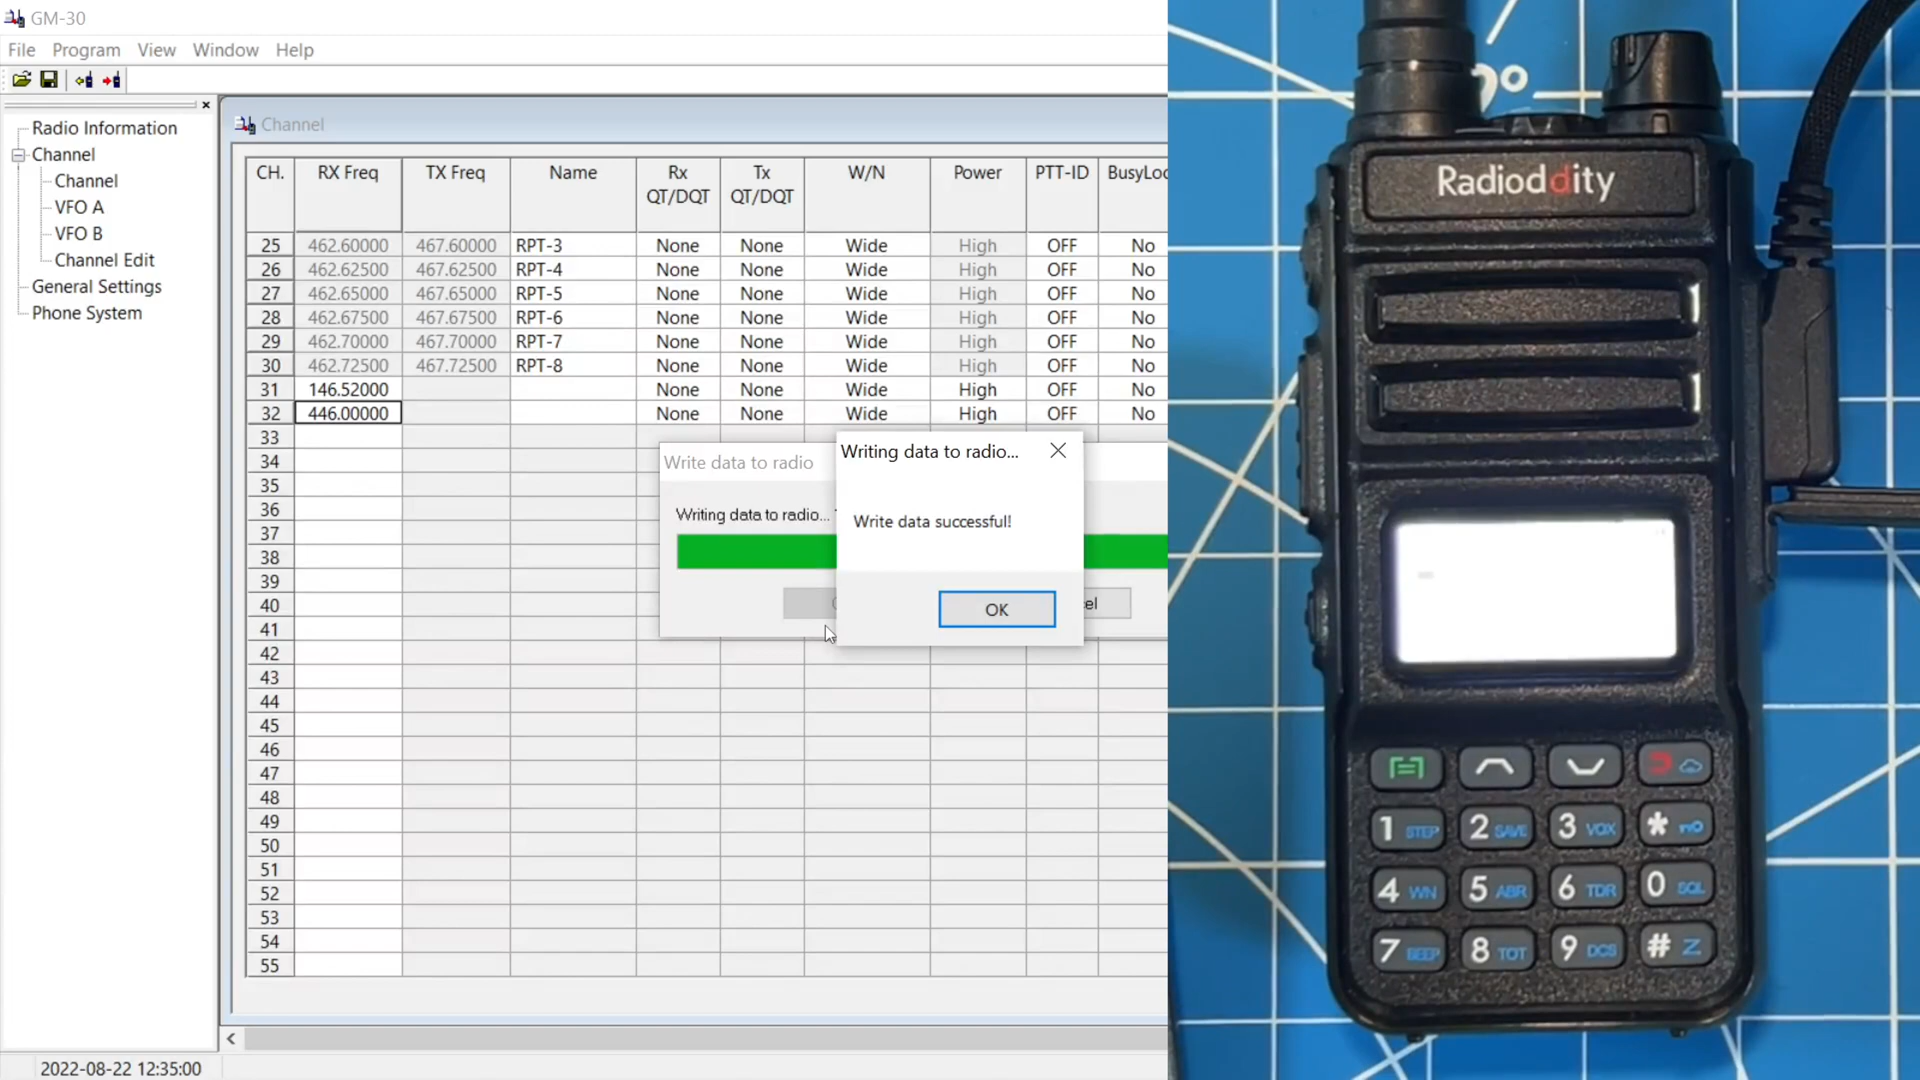 GM-30
File Program View Window Help
Radio Information
Channel
Channel
VFO A
VFO B
Channel Edit
General Settings
Phone System
Channel
CH. RX Freq TX Freq Name Rx QT/DQT Tx QT/DQT W/N Power PTT-ID BusyLoc
25 462.60000 467.60000 RPT-3 None None Wide High OFF No
26 462.62500 467.62500 RPT-4 None None Wide High OFF No
27 462.65000 467.65000 RPT-5 None None Wide High OFF No
28 462.67500 467.67500 RPT-6 None None Wide High OFF No
29 462.70000 467.70000 RPT-7 None None Wide High OFF No
30 462.72500 467.72500 RPT-8 None None Wide High OFF No
31 146.52000 None None Wide High OFF No
32 446.00000 None None Wide High OFF No
33
34
35
36
37
38
39
40
41
42
43
44
45
46
47
48
49
50
51
52
53
54
55
Write data to radio
Writing data to radio...
Writing data to radio...
Write data successful!
OK
el
2022-08-22 12:35:00
Radioddity
1 STEP 2 SAVE 3 VOX *
4 WN 5 ABR 6 TDR 0 SQL
7 BEEP 8 TOT 9 DCS #